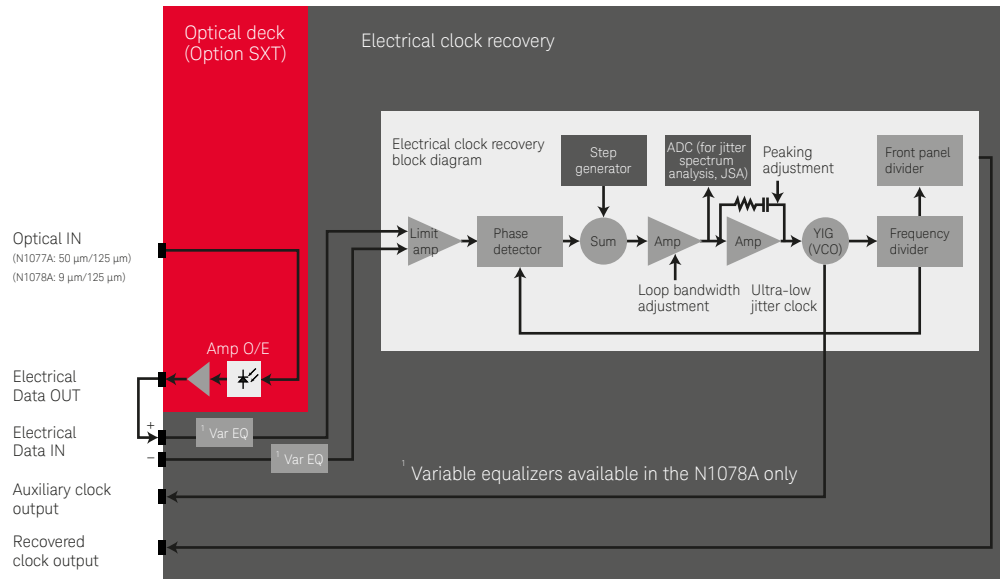 Optical deck
(Option SXT)
Electrical clock recovery
Electrical clock recovery
block diagram
Step
generator
ADC (for jitter
spectrum
analysis, JSA)
Peaking
adjustment
Front panel
divider
Limit
amp
Phase
detector
Sum
Amp
Amp
YIG
(VCO)
Frequency
divider
Loop bandwidth
adjustment
Ultra-low
jitter clock
Optical IN
(N1077A: 50 µm/125 µm)
(N1078A: 9 µm/125 µm)
Amp O/E
Electrical
Data OUT
+
1 Var EQ
Electrical
Data IN
–
1 Var EQ
1 Variable equalizers available in the N1078A only
Auxiliary clock
output
Recovered
clock output